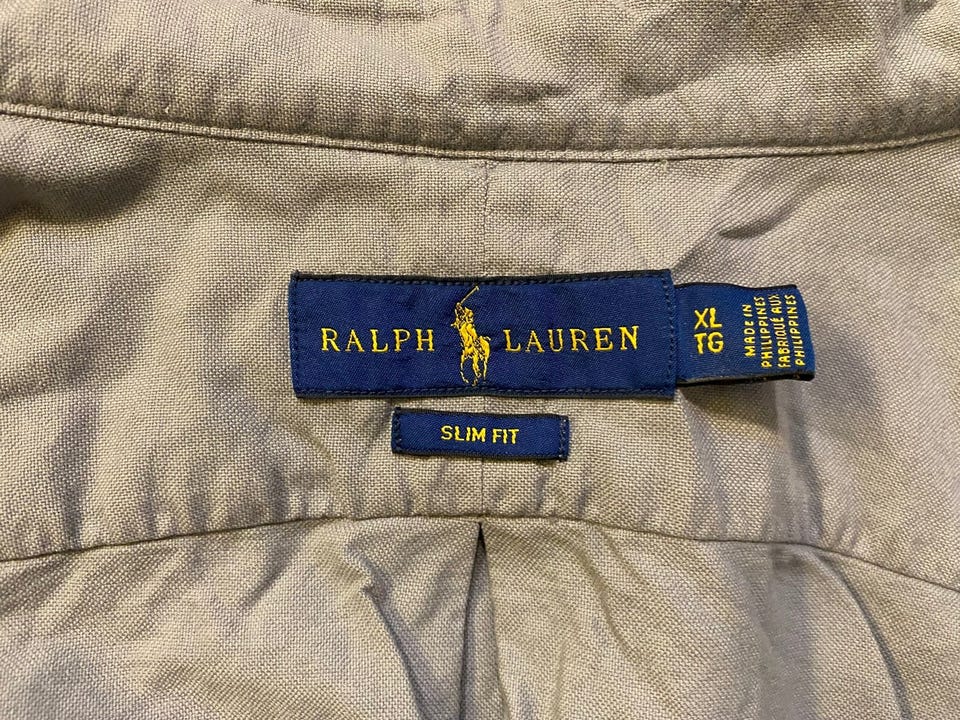 RALPH LAUREN
XL
TG
MADE IN
PHILIPPINES
FABRIQUÉ AUX
PHILIPPINES
SLIM FIT